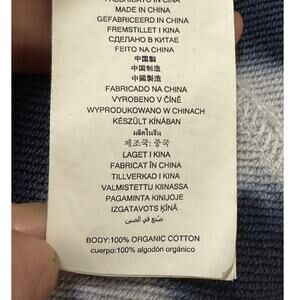 FABRICATO IN CINA
MADE IN CHINA
GEFABRICEERD IN CHINA
FREMSTILLET I KINA
СДЕЛАНО В КИТАЕ
FEITO NA CHINA
中国製
中国制造
中國製造
FABRICADO NA CHINA
VYROBENO V ČÍNĚ
WYPRODUKOWANO W CHINACH
KÉSZÜLT KÍNÁBAN
ผลิตในจีน
제조국: 중국
LAGET I KINA
FABRICAT ÎN CHINA
TILLVERKAD I KINA
VALMISTETTU KIINASSA
PAGAMINTA KINIJOJE
IZGATAVOTS ĶĪNĀ
صنع في الصين
BODY:100% ORGANIC COTTON
cuerpo:100% algodón orgánico